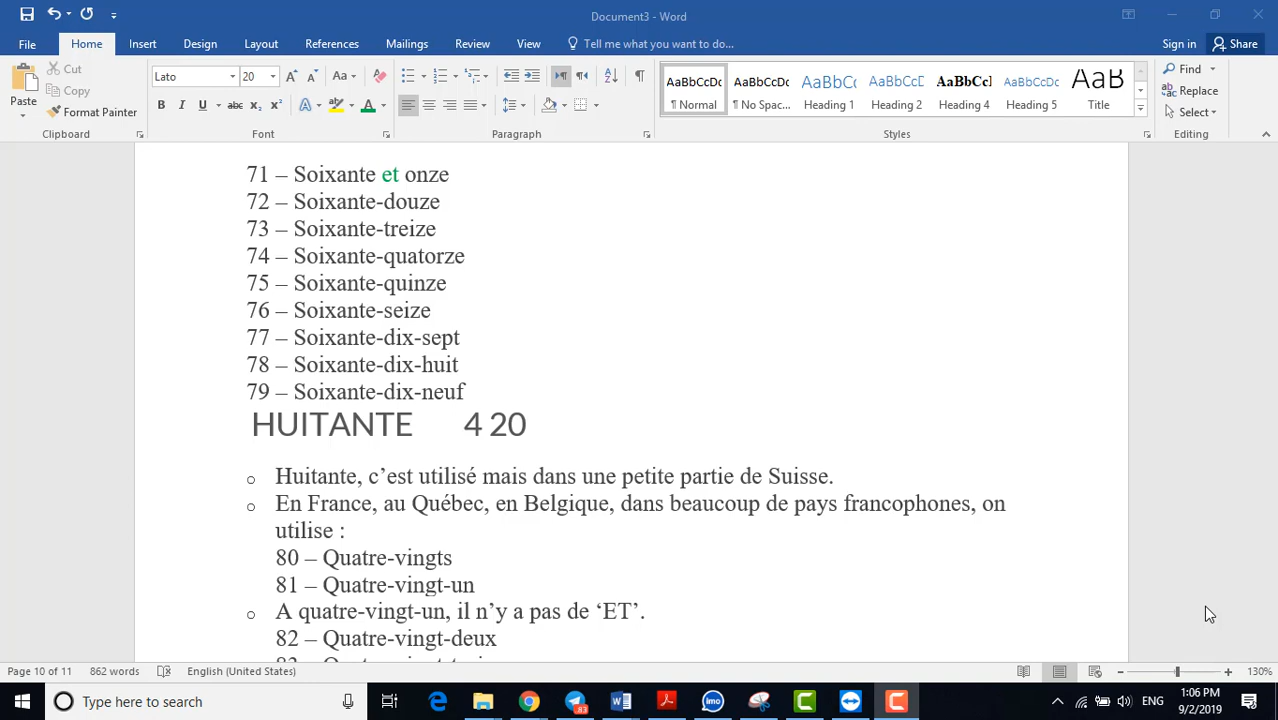 Document3 - Word
File Home Insert Design Layout References Mailings Review View Tell me what you want to do... Sign in Share
Paste
Cut
Copy
Format Painter
Clipboard
Lato 20
Font
Paragraph
AaBbCcDc AaBbCcDc AaBbCc AaBbCcD AaBbCcI AaBbCcD AaB
¶ Normal ¶ No Spac... Heading 1 Heading 2 Heading 4 Heading 5 Title
Styles
Find
Replace
Select
Editing
71 – Soixante et onze
72 – Soixante-douze
73 – Soixante-treize
74 – Soixante-quatorze
75 – Soixante-quinze
76 – Soixante-seize
77 – Soixante-dix-sept
78 – Soixante-dix-huit
79 – Soixante-dix-neuf
HUITANTE 4 20
o Huitante, c’est utilisé mais dans une petite partie de Suisse.
o En France, au Québec, en Belgique, dans beaucoup de pays francophones, on
utilise :
80 – Quatre-vingts
81 – Quatre-vingt-un
o A quatre-vingt-un, il n’y a pas de ‘ET’.
82 – Quatre-vingt-deux
Page 10 of 11 862 words English (United States) 130%
Type here to search
83
imo
ENG
1:06 PM
9/2/2019